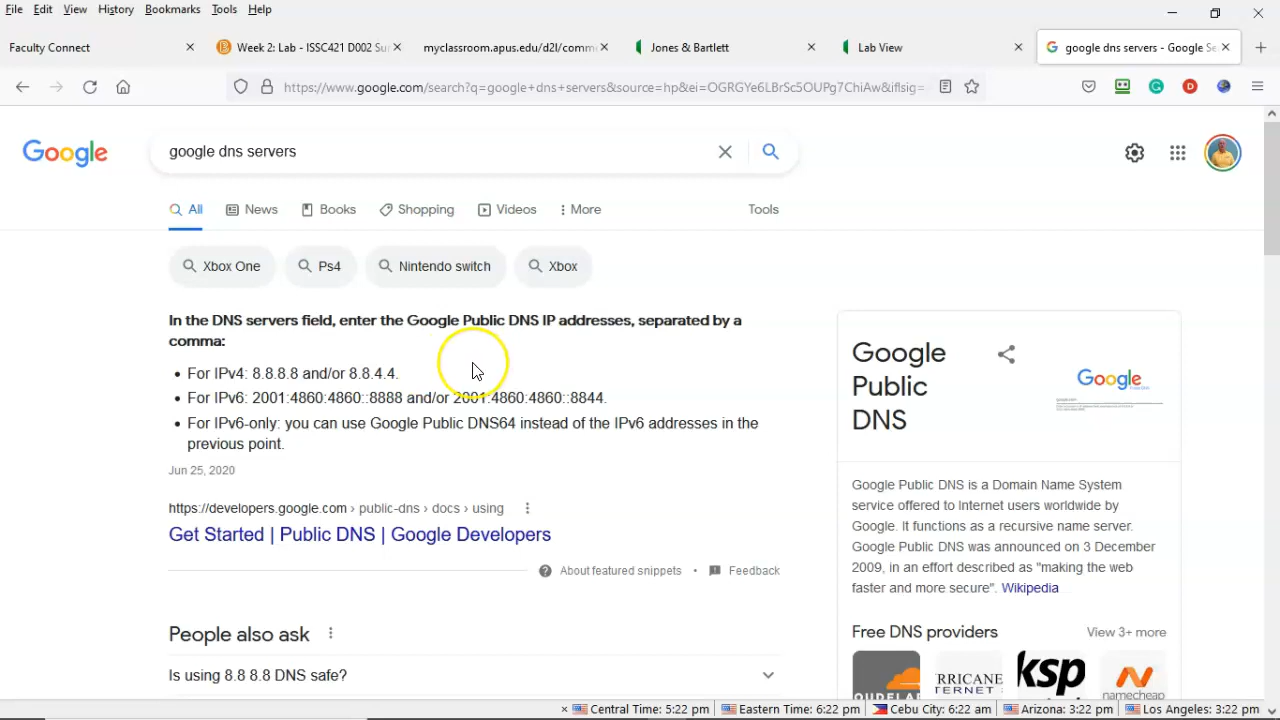 File Edit View History Bookmarks Tools Help
Faculty Connect × Week 2: Lab - ISSC421 D002 Su × myclassroom.apus.edu/d2l/comm × Jones & Bartlett × Lab View × google dns servers - Google Se ×
https://www.google.com/search?q=google+dns+servers&source=hp&ei=OGRGYe6LBrSc5OUPg7ChiAw&iflsig=
Google
google dns servers
All News Books Shopping Videos More Tools
Xbox One Ps4 Nintendo switch Xbox
In the DNS servers field, enter the Google Public DNS IP addresses, separated by a
comma:
• For IPv4: 8.8.8.8 and/or 8.8.4.4.
• For IPv6: 2001:4860:4860::8888 and/or 2001:4860:4860::8844.
• For IPv6-only: you can use Google Public DNS64 instead of the IPv6 addresses in the
previous point.
Jun 25, 2020
https://developers.google.com › public-dns › docs › using
Get Started | Public DNS | Google Developers
About featured snippets • Feedback
People also ask
Is using 8.8 8.8 DNS safe?
Google
Public
DNS
Google
Google Public DNS is a Domain Name System
service offered to Internet users worldwide by
Google. It functions as a recursive name server.
Google Public DNS was announced on 3 December
2009, in an effort described as "making the web
faster and more secure". Wikipedia
Free DNS providers View 3+ more
ksp
namecheap
× Central Time: 5:22 pm Eastern Time: 6:22 pm Cebu City: 6:22 am Arizona: 3:22 pm Los Angeles: 3:22 pm